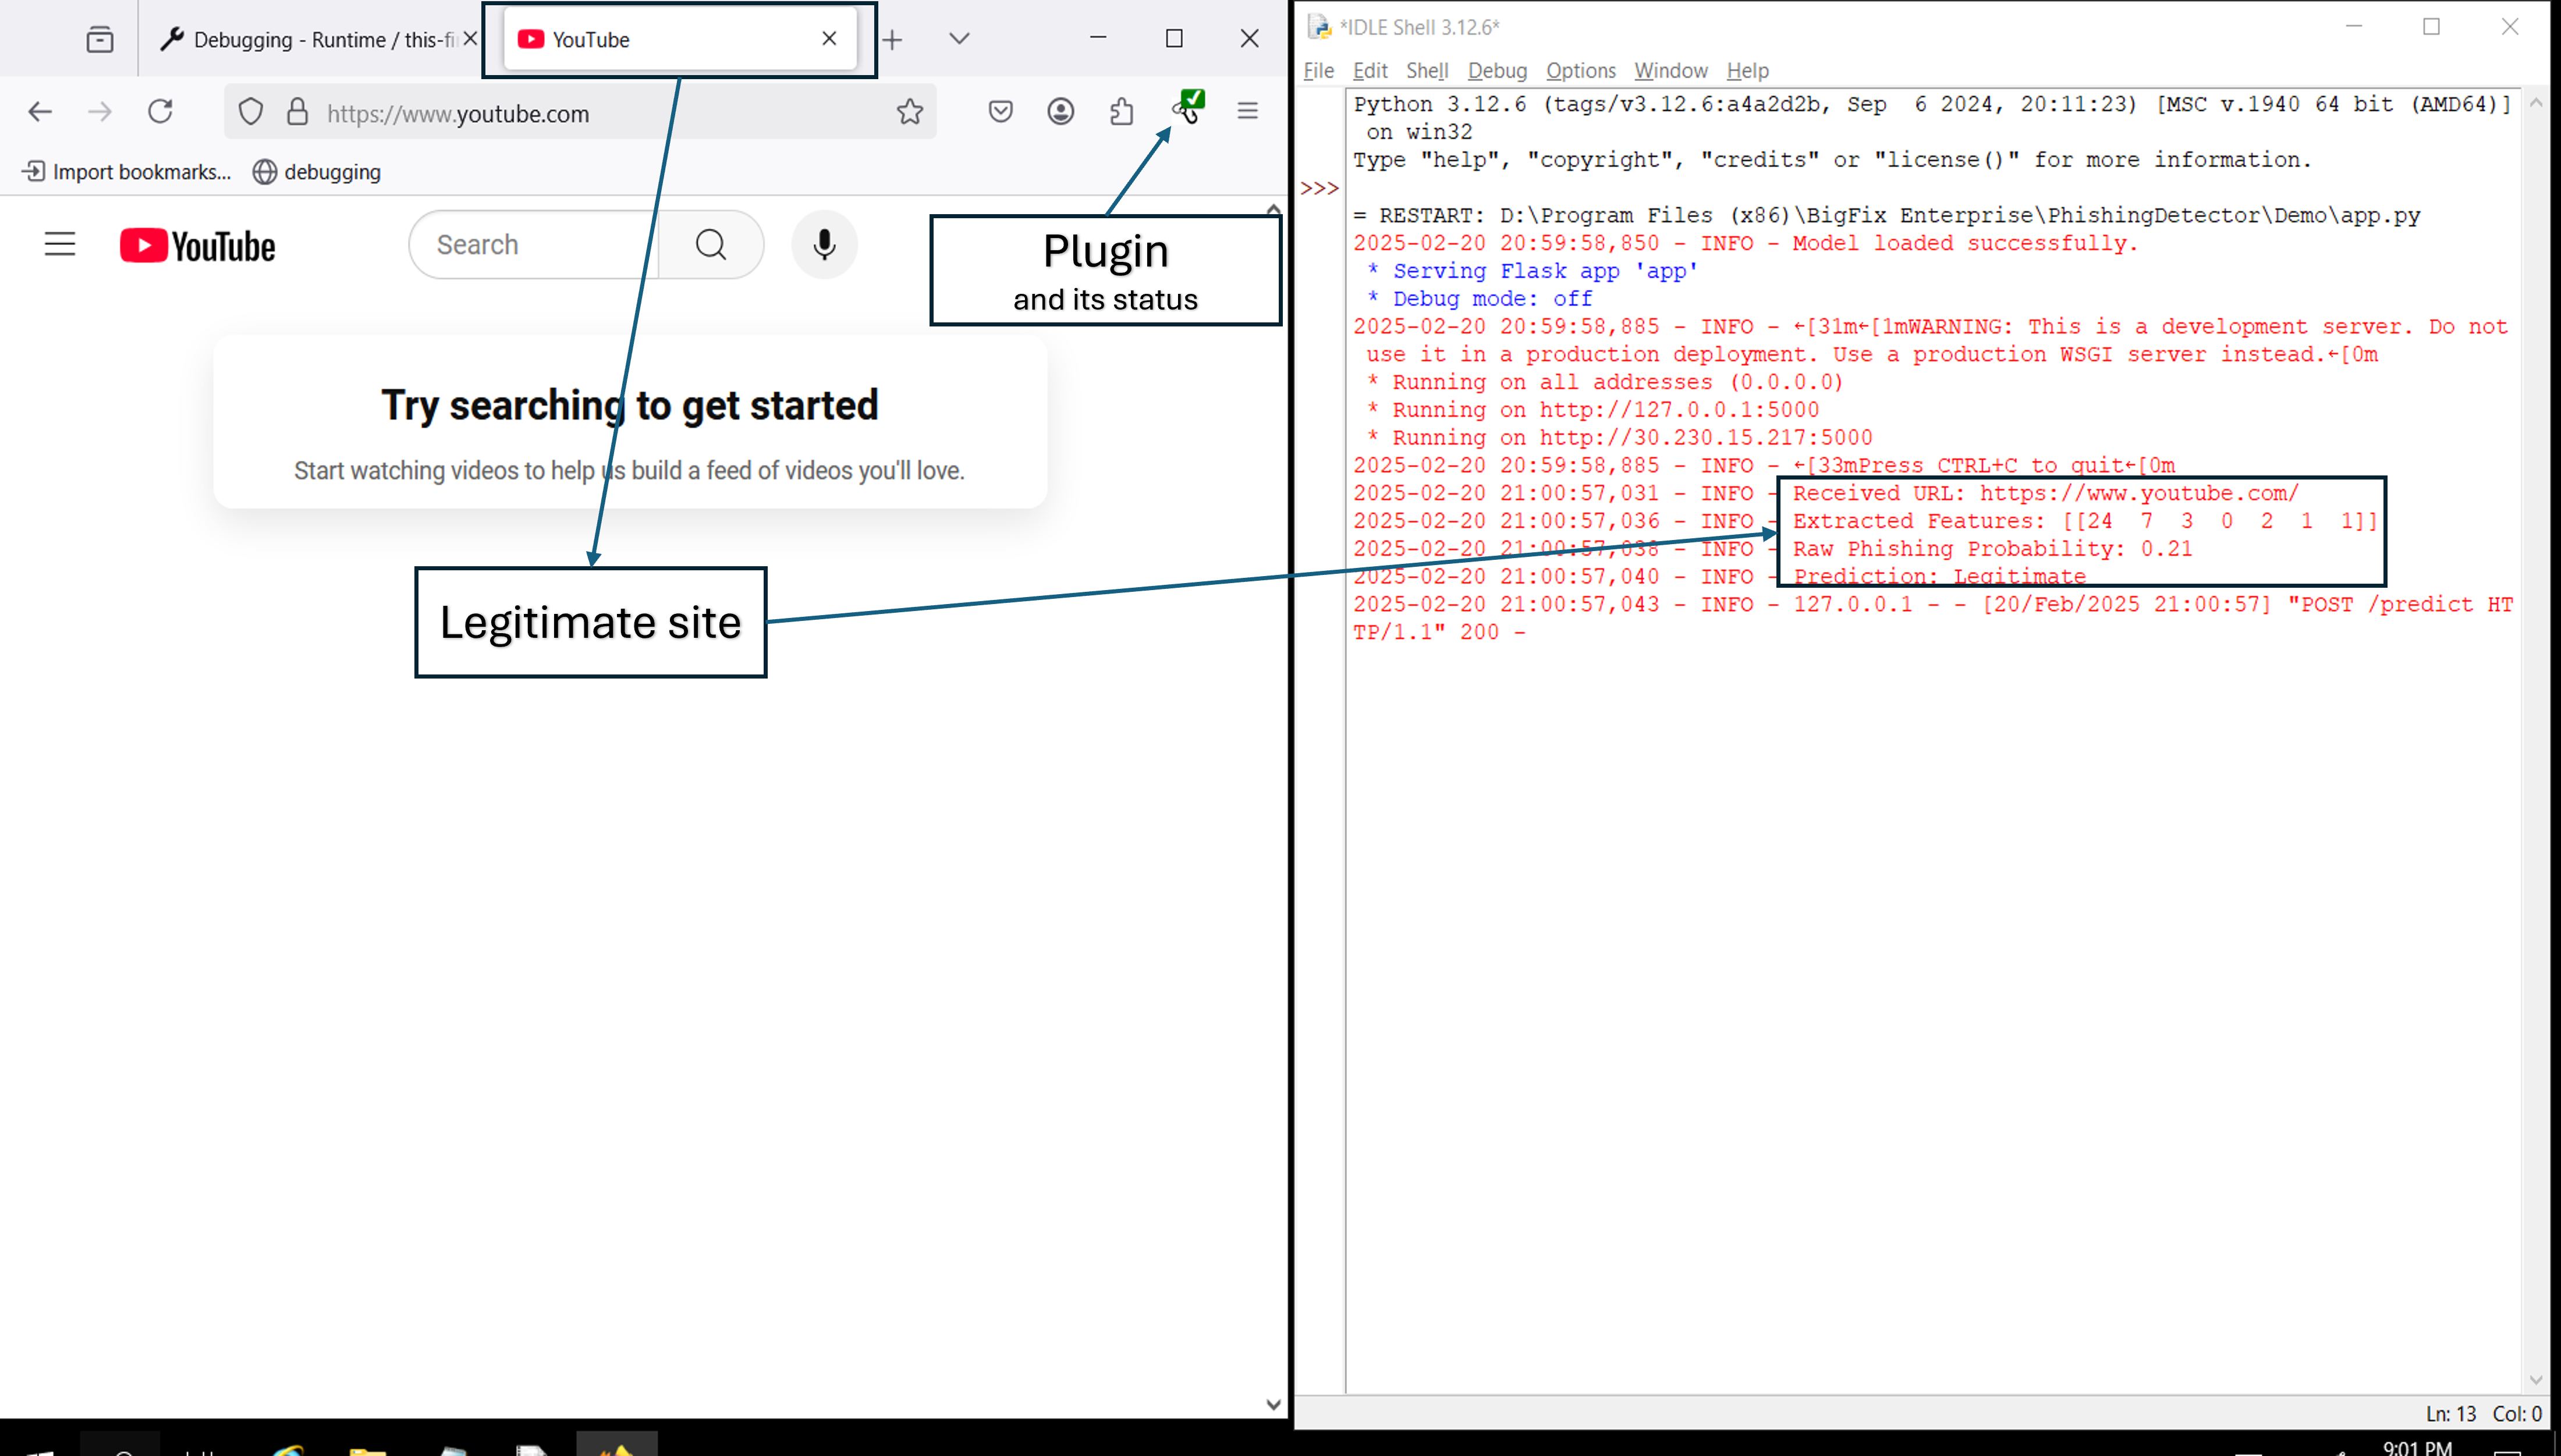 Debugging - Runtime / this-fi
YouTube
https://www.youtube.com
Import bookmarks...
debugging
YouTube
Search
Plugin
and its status
Try searching to get started
Start watching videos to help us build a feed of videos you'll love.
Legitimate site
*IDLE Shell 3.12.6*
File Edit Shell Debug Options Window Help
Python 3.12.6 (tags/v3.12.6:a4a2d2b, Sep  6 2024, 20:11:23) [MSC v.1940 64 bit (AMD64)]
on win32
Type "help", "copyright", "credits" or "license()" for more information.
>>>
= RESTART: D:\Program Files (x86)\BigFix Enterprise\PhishingDetector\Demo\app.py
2025-02-20 20:59:58,850 - INFO - Model loaded successfully.
* Serving Flask app 'app'
* Debug mode: off
2025-02-20 20:59:58,885 - INFO - ←[31m←[1mWARNING: This is a development server. Do not
use it in a production deployment. Use a production WSGI server instead.←[0m
* Running on all addresses (0.0.0.0)
* Running on http://127.0.0.1:5000
* Running on http://30.230.15.217:5000
2025-02-20 20:59:58,885 - INFO - ←[33mPress CTRL+C to quit←[0m
2025-02-20 21:00:57,031 - INFO - Received URL: https://www.youtube.com/
2025-02-20 21:00:57,036 - INFO - Extracted Features: [[24  7  3  0  2  1  1]]
2025-02-20 21:00:57,038 - INFO - Raw Phishing Probability: 0.21
2025-02-20 21:00:57,040 - INFO - Prediction: Legitimate
2025-02-20 21:00:57,043 - INFO - 127.0.0.1 - - [20/Feb/2025 21:00:57] "POST /predict HT
TP/1.1" 200 -
Ln: 13 Col: 0
9:01 PM